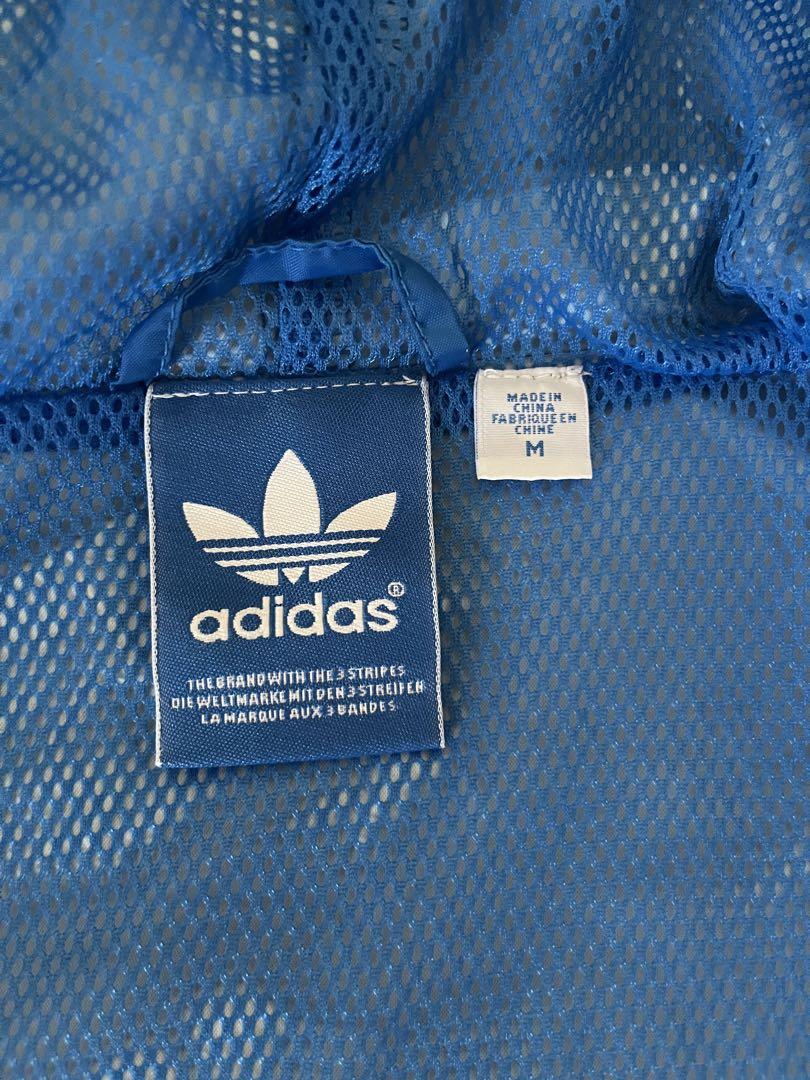 adidas®
THE BRAND WITH THE 3 STRIPES
DIE WELTMARKE MIT DEN 3 STREIFEN
LA MARQUE AUX 3 BANDES
MADE IN
CHINA
FABRIQUE EN
CHINE
M